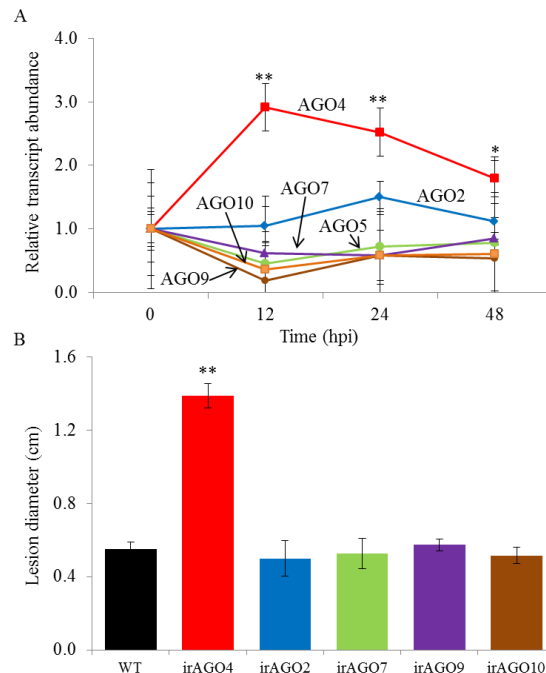 A
Relative transcript abundance
4.0
3.0
2.0
1.0
0.0
**
AGO4
**
*
AGO2
AGO10
AGO7
AGO5
AGO9
0
12
24
48
Time (hpi)
B
Lesion diameter (cm)
1.6
1.2
0.8
0.4
0.0
**
WT
irAGO4
irAGO2
irAGO7
irAGO9
irAGO10